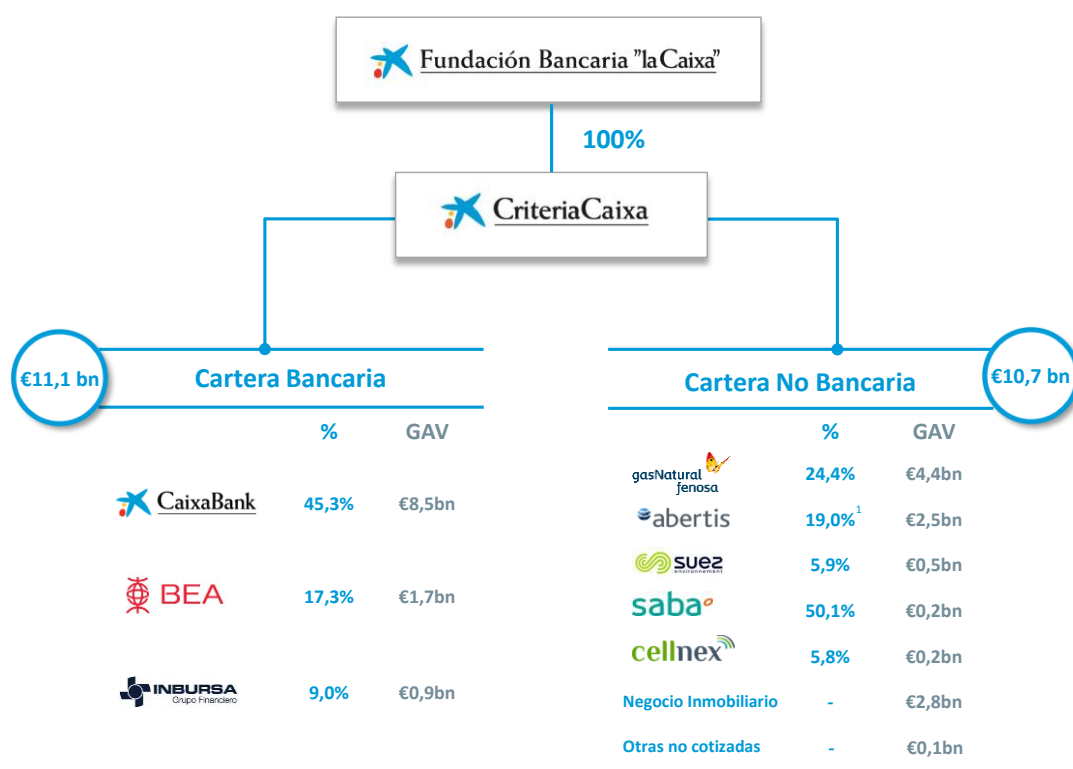 Fundación Bancaria "la Caixa"
100%
CriteriaCaixa
€11,1 bn
Cartera Bancaria
% GAV
CaixaBank 45,3% €8,5bn
BEA 17,3% €1,7bn
INBURSA
Grupo Financiero
9,0% €0,9bn
€10,7 bn
Cartera No Bancaria
% GAV
gasNatural
fenosa
24,4% €4,4bn
abertis 19,0%1 €2,5bn
suez
environnement
5,9% €0,5bn
saba 50,1% €0,2bn
cellnex 5,8% €0,2bn
Negocio Inmobiliario - €2,8bn
Otras no cotizadas - €0,1bn